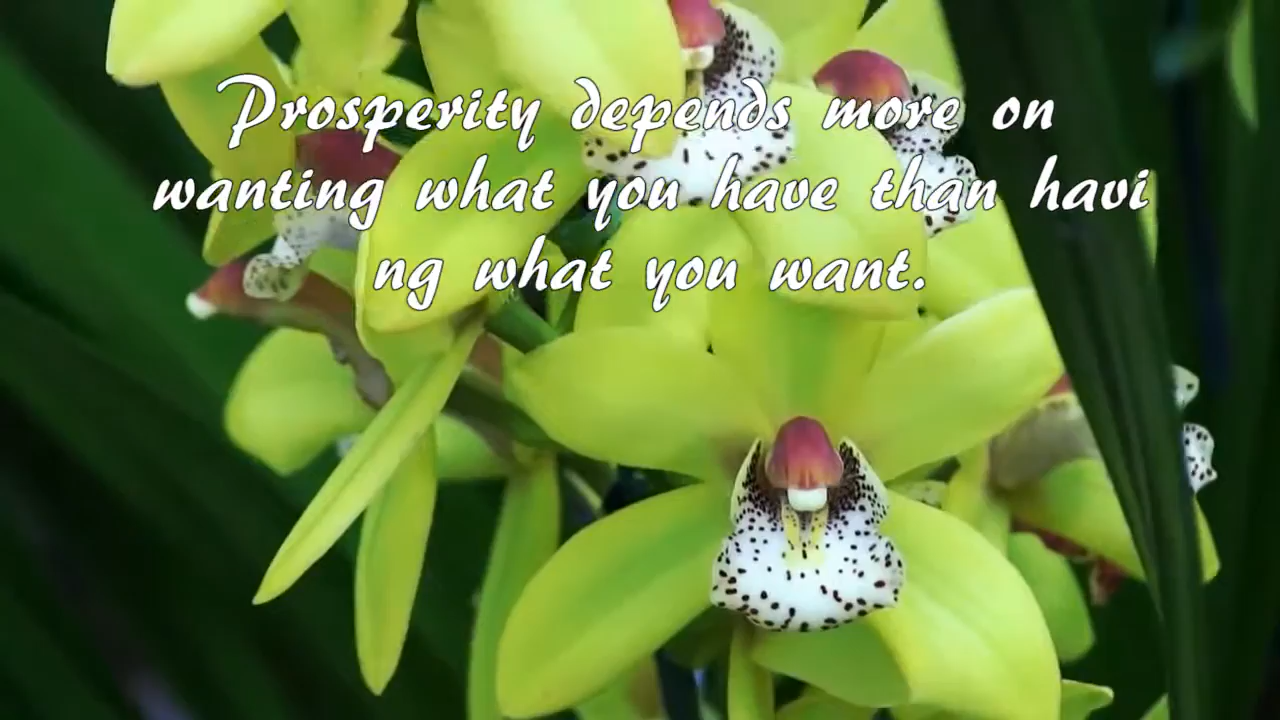 Prosperity depends more on
wanting what you have than havi
ng what you want.